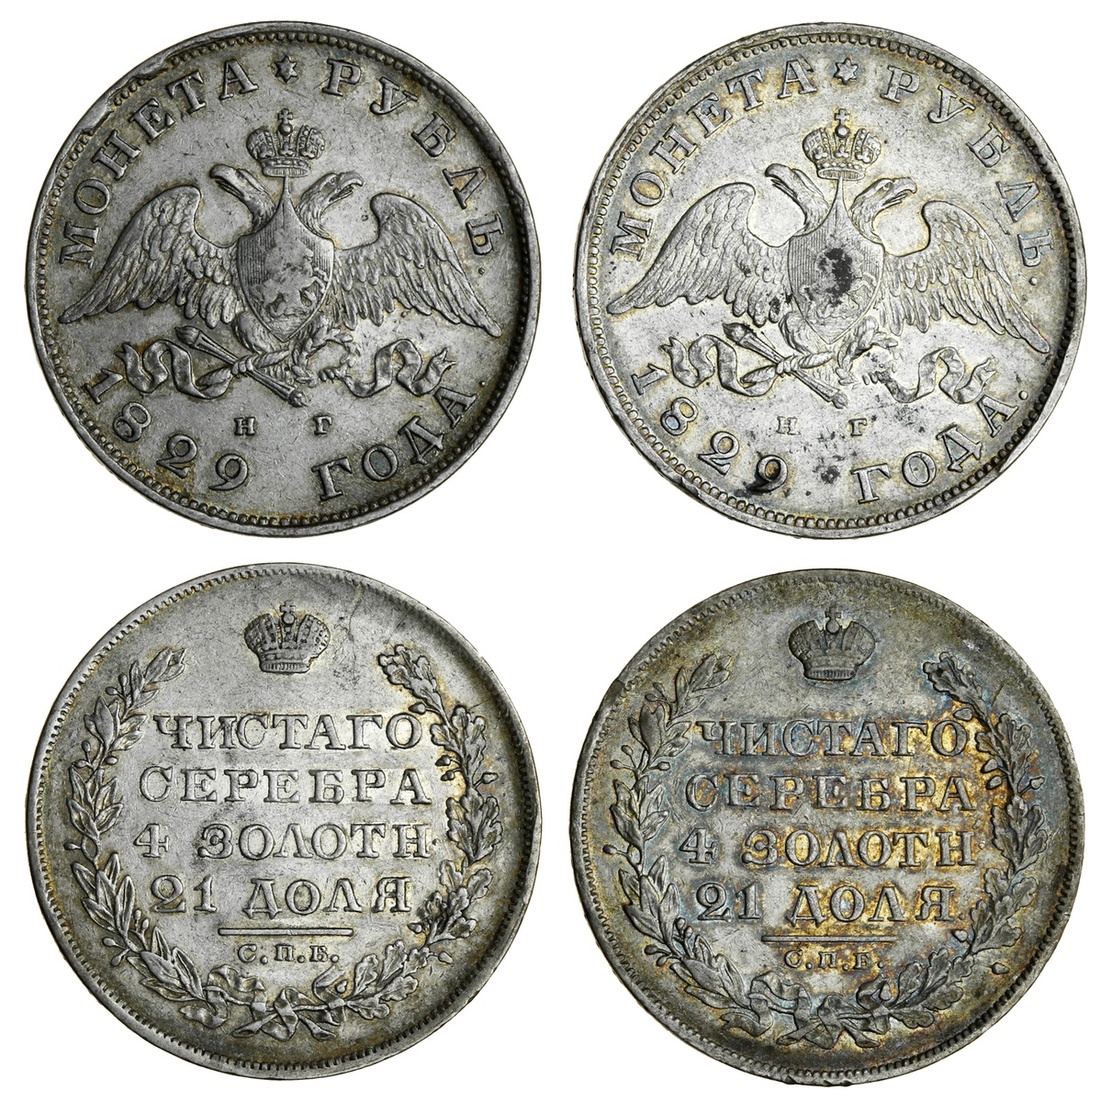 МОНЕТА * РУБЛЬ.
Н Г
1829 ГОДА.
МОНЕТА * РУБЛЬ.
Н Г
1829 ГОДА.
ЧИСТАГО
СЕРЕБРА
4 ЗОЛОТН
21 ДОЛЯ
С.П.Б.
ЧИСТАГО
СЕРЕБРА
4 ЗОЛОТН
21 ДОЛЯ
С.П.Б.